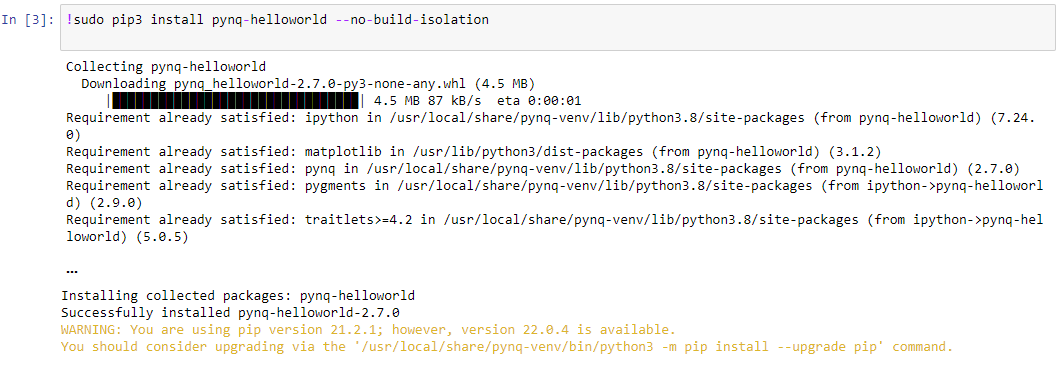 In [3]: !sudo pip3 install pynq-helloworld --no-build-isolation
Collecting pynq-helloworld
Downloading pynq_helloworld-2.7.0-py3-none-any.whl (4.5 MB)
|████████████████████████████████| 4.5 MB 87 kB/s eta 0:00:01
Requirement already satisfied: ipython in /usr/local/share/pynq-venv/lib/python3.8/site-packages (from pynq-helloworld) (7.24.
0)
Requirement already satisfied: matplotlib in /usr/lib/python3/dist-packages (from pynq-helloworld) (3.1.2)
Requirement already satisfied: pynq in /usr/local/share/pynq-venv/lib/python3.8/site-packages (from pynq-helloworld) (2.7.0)
Requirement already satisfied: pygments in /usr/local/share/pynq-venv/lib/python3.8/site-packages (from ipython->pynq-helloworl
d) (2.9.0)
Requirement already satisfied: traitlets>=4.2 in /usr/local/share/pynq-venv/lib/python3.8/site-packages (from ipython->pynq-hel
loworld) (5.0.5)
...
Installing collected packages: pynq-helloworld
Successfully installed pynq-helloworld-2.7.0
WARNING: You are using pip version 21.2.1; however, version 22.0.4 is available.
You should consider upgrading via the '/usr/local/share/pynq-venv/bin/python3 -m pip install --upgrade pip' command.